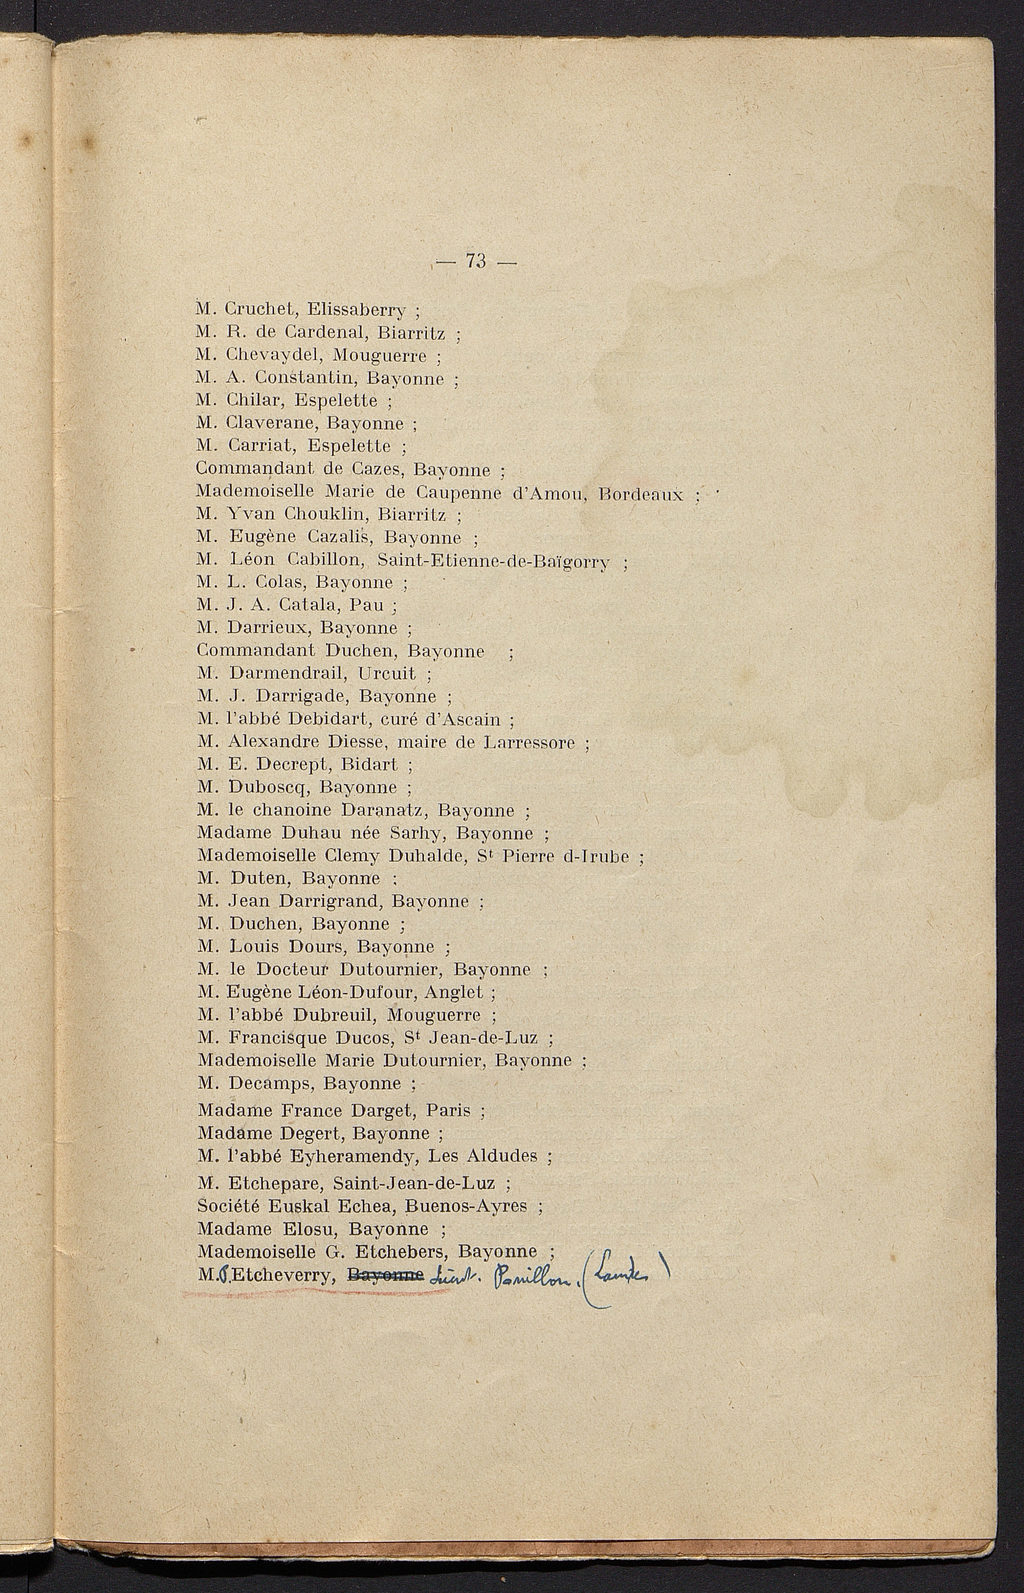 — 73 —
M. Cruchet, Elissaberry ;
M. R. de Cardenal, Biarritz ;
M. Chevaydel, Mouguerre ;
M. A. Constantin, Bayonne ;
M. Chilar, Espelette ;
M. Claverane, Bayonne ;
M. Carriat, Espelette ;
Commandant de Cazes, Bayonne ;
Mademoiselle Marie de Caupenne d'Amou, Bordeaux ;
M. Yvan Chouklin, Biarritz ;
M. Eugène Cazalis, Bayonne ;
M. Léon Cabillon, Saint-Etienne-de-Baïgorry ;
M. L. Colas, Bayonne ;
M. J. A. Catala, Pau ;
M. Darrieux, Bayonne ;
Commandant Duchen, Bayonne ;
M. Darmendrail, Urcuit ;
M. J. Darrigade, Bayonne ;
M. l'abbé Debidart, curé d'Ascain ;
M. Alexandre Diesse, maire de Larressore ;
M. E. Decrept, Bidart ;
M. Duboscq, Bayonne ;
M. le chanoine Daranatz, Bayonne ;
Madame Duhau née Sarhy, Bayonne ;
Mademoiselle Clemy Duhalde, St Pierre d-Irube ;
M. Duten, Bayonne ;
M. Jean Darrigrand, Bayonne ;
M. Duchen, Bayonne ;
M. Louis Dours, Bayonne ;
M. le Docteur Dutournier, Bayonne ;
M. Eugène Léon-Dufour, Anglet ;
M. l'abbé Dubreuil, Mouguerre ;
M. Francisque Ducos, St Jean-de-Luz ;
Mademoiselle Marie Dutournier, Bayonne ;
M. Decamps, Bayonne ;
Madame France Darget, Paris ;
Madame Degert, Bayonne ;
M. l'abbé Eyheramendy, Les Aldudes ;
M. Etchepare, Saint-Jean-de-Luz ;
Société Euskal Echea, Buenos-Ayres ;
Madame Elosu, Bayonne ;
Mademoiselle G. Etchebers, Bayonne ;
M. Etcheverry, Bayonne Pouillon. (Landes)